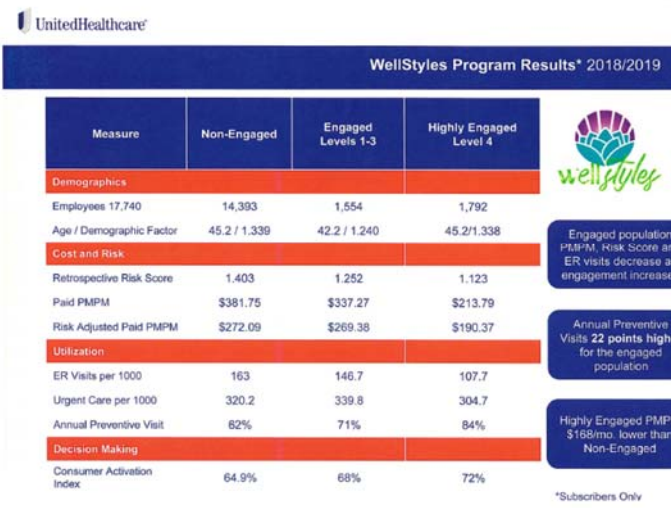 UnitedHealthcare®
WellStyles Program Results* 2018/2019
Measure Non-Engaged Engaged Levels 1-3 Highly Engaged Level 4
Demographics
Employees 17,740 14,393 1,554 1,792
Age / Demographic Factor 45.2 / 1.339 42.2 / 1.240 45.2/1.338
Cost and Risk
Retrospective Risk Score 1.403 1.252 1.123
Paid PMPM $381.75 $337.27 $213.79
Risk Adjusted Paid PMPM $272.09 $269.38 $190.37
Utilization
ER Visits per 1000 163 146.7 107.7
Urgent Care per 1000 320.2 339.8 304.7
Annual Preventive Visit 62% 71% 84%
Decision Making
Consumer Activation Index 64.9% 68% 72%
wellstyles
Engaged population
PMPM, Risk Score
ER visits decrease
engagement
Annual Preventive
Visits 22 points
for the engaged
population
Highly Engaged
$168/mo. lower than
Non-Engaged
*Subscribers Only